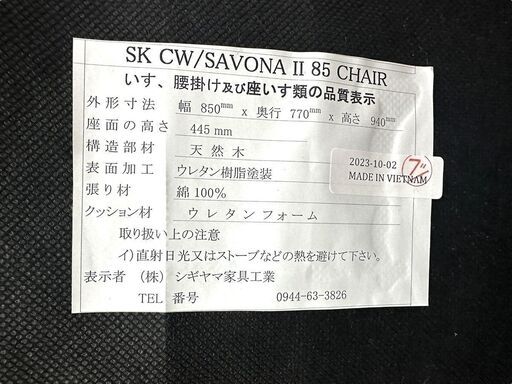 SK CW/SAVONA II 85 CHAIR
いす、腰掛け及び座いす類の品質表示
外形寸法 幅 850mm x 奥行 770mm x 高さ 940mm
座面の高さ 445 mm
構造部材 天然木
表面加工 ウレタン樹脂塗装
張り材 綿100%
クッション材 ウレタンフォーム
取り扱い上の注意
イ)直射日光又はストーブなどの熱を避けて下さい。
表示者 (株) シギヤマ家具工業
TEL 番号 0944-63-3826
2023-10-02
MADE IN VIETNAM